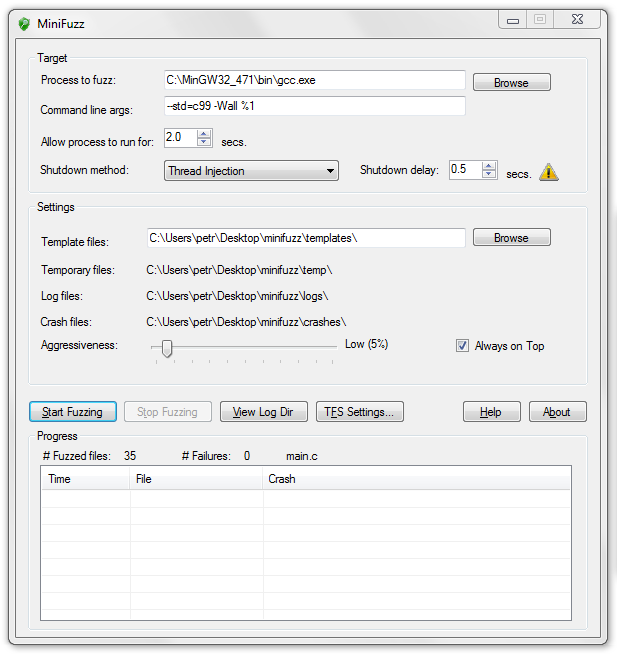 MiniFuzz
Target
Process to fuzz: C:\MinGW32_471\bin\gcc.exe Browse
Command line args: --std=c99 -Wall %1
Allow process to run for: 2.0 secs.
Shutdown method: Thread Injection Shutdown delay: 0.5 secs.
Settings
Template files: C:\Users\petr\Desktop\minifuzz\templates\ Browse
Temporary files: C:\Users\petr\Desktop\minifuzz\temp\
Log files: C:\Users\petr\Desktop\minifuzz\logs\
Crash files: C:\Users\petr\Desktop\minifuzz\crashes\
Aggressiveness: Low (5%) Always on Top
Start Fuzzing Stop Fuzzing View Log Dir TFS Settings... Help About
Progress
# Fuzzed files: 35 # Failures: 0 main.c
Time File Crash